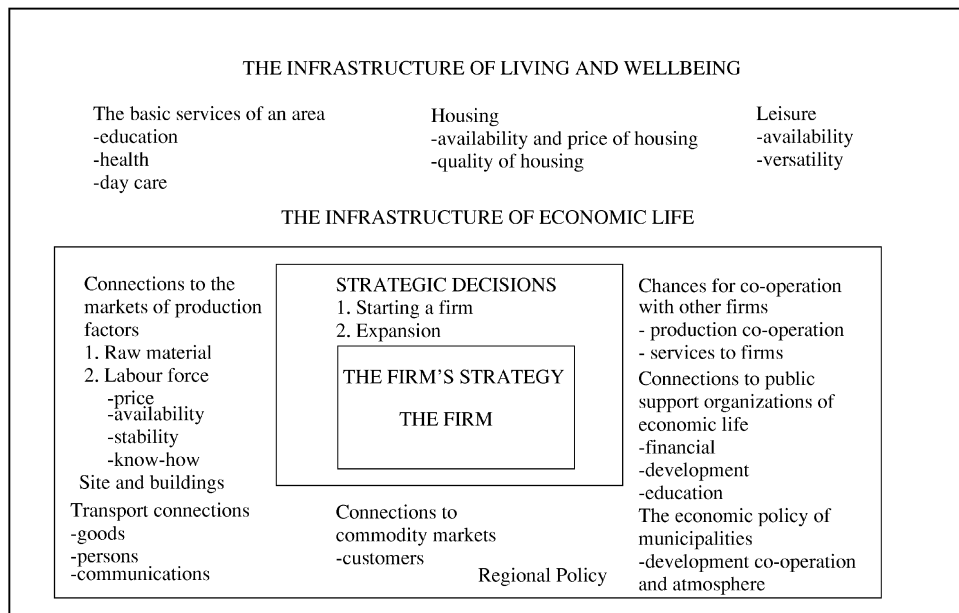 THE INFRASTRUCTURE OF LIVING AND WELLBEING
The basic services of an area
-education
-health
-day care
Housing
-availability and price of housing
-quality of housing
Leisure
-availability
-versatility
THE INFRASTRUCTURE OF ECONOMIC LIFE
Connections to the
markets of production
factors
1. Raw material
2. Labour force
-price
-availability
-stability
-know-how
Site and buildings
Transport connections
-goods
-persons
-communications
STRATEGIC DECISIONS
1. Starting a firm
2. Expansion
THE FIRM'S STRATEGY
THE FIRM
Connections to
commodity markets
-customers
Regional Policy
Chances for co-operation
with other firms
- production co-operation
- services to firms
Connections to public
support organizations of
economic life
-financial
-development
-education
The economic policy of
municipalities
-development co-operation
and atmosphere